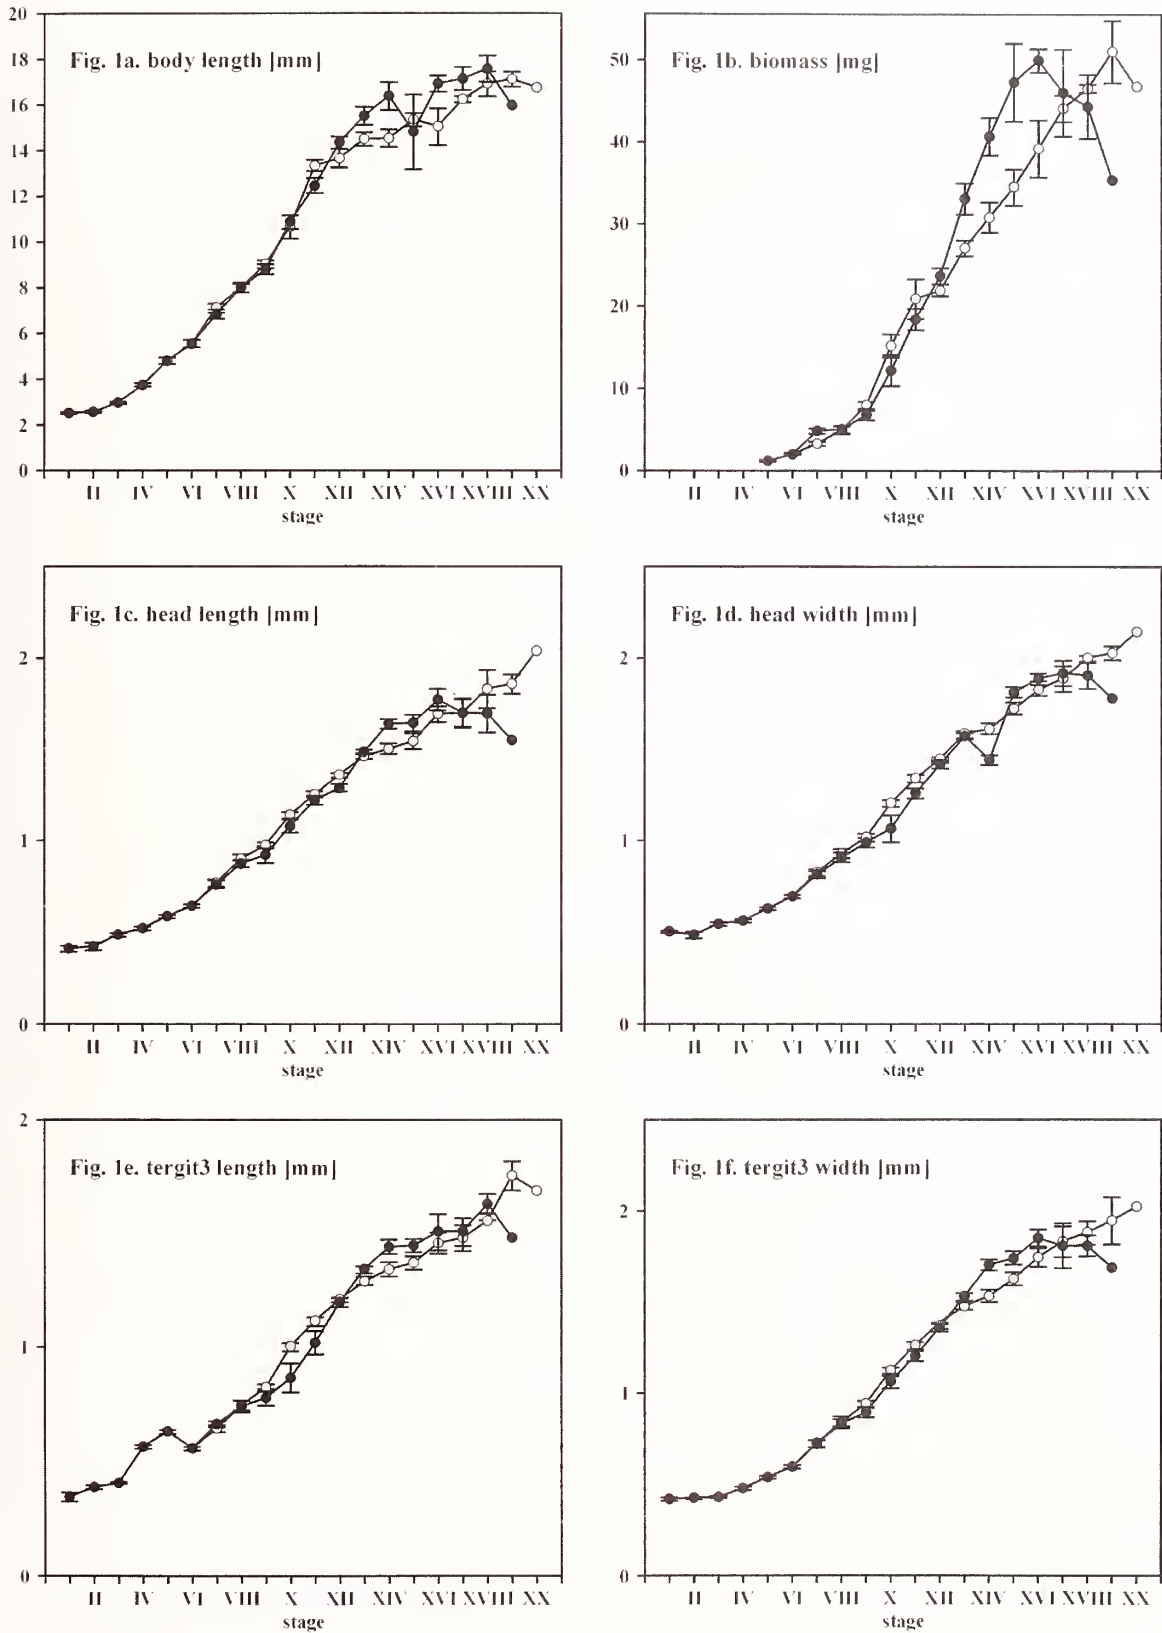 Fig. 1a. body length [mm]
20
18
16
14
12
10
8
6
4
2
0
II IV VI VIII X XII XIV XVI XVIII XX
stage
Fig. 1b. biomass [mg]
50
40
30
20
10
0
II IV VI VIII X XII XIV XVI XVIII XX
stage
Fig. 1c. head length [mm]
2
1
0
II IV VI VIII X XII XIV XVI XVIII XX
stage
Fig. 1d. head width [mm]
2
1
0
II IV VI VIII X XII XIV XVI XVIII XX
stage
Fig. 1e. tergit3 length [mm]
2
1
0
II IV VI VIII X XII XIV XVI XVIII XX
stage
Fig. 1f. tergit3 width [mm]
2
1
0
II IV VI VIII X XII XIV XVI XVIII XX
stage